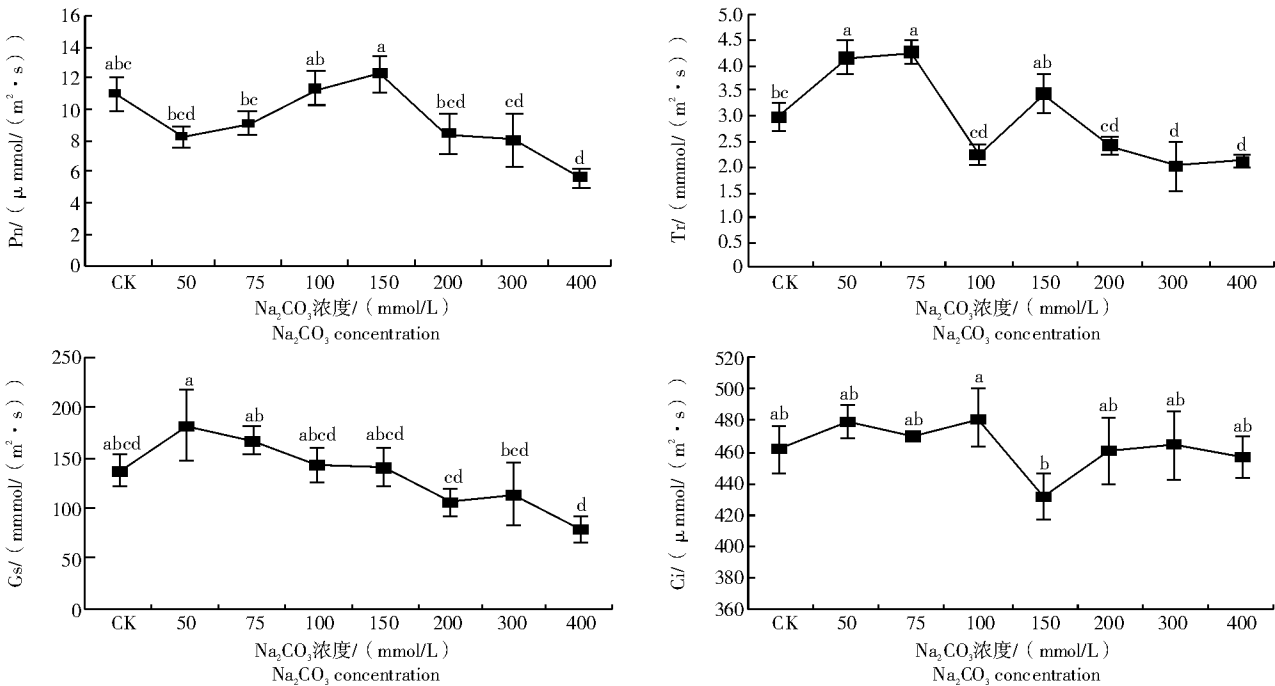 Pn/（μ mmol/（m²·s））
16
14
12
10
8
6
4
2
0
abc
bcd
bc
ab
a
bcd
cd
d
CK 50 75 100 150 200 300 400
Na₂CO₃浓度/（mmol/L）
Na₂CO₃ concentration
Tr/（mmmol/（m²·s））
5.0
4.5
4.0
3.5
3.0
2.5
2.0
1.5
1.0
0.5
0
bc
a
a
cd
ab
cd
d
d
CK 50 75 100 150 200 300 400
Na₂CO₃浓度/（mmol/L）
Na₂CO₃ concentration
Gs/（mmmol/（m²·s））
250
200
150
100
50
0
abcd
a
ab
abcd
abcd
cd
bcd
d
CK 50 75 100 150 200 300 400
Na₂CO₃浓度/（mmol/L）
Na₂CO₃ concentration
Ci/（μ mmol/（m²·s））
520
500
480
460
440
420
400
380
360
ab
ab
ab
a
b
ab
ab
ab
CK 50 75 100 150 200 300 400
Na₂CO₃浓度/（mmol/L）
Na₂CO₃ concentration